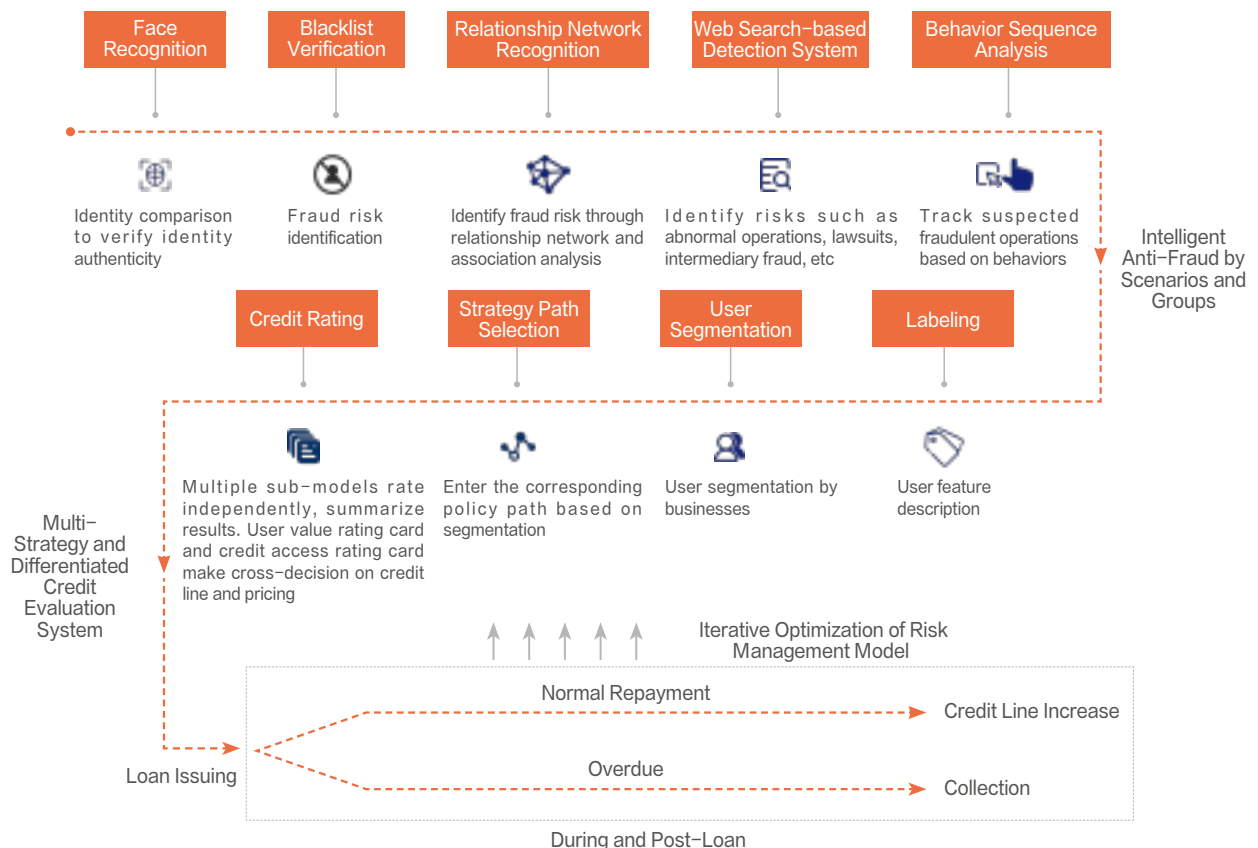 Face
Recognition
Blacklist
Verification
Relationship Network
Recognition
Web Search-based
Detection System
Behavior Sequence
Analysis
Identity comparison
to verify identity
authenticity
Fraud risk
identification
Identify fraud risk through
relationship network and
association analysis
Identify risks such as
abnormal operations, lawsuits,
intermediary fraud, etc
Track suspected
fraudulent operations
based on behaviors
Intelligent
Anti-Fraud by
Scenarios and
Groups
Credit Rating
Strategy Path
Selection
User
Segmentation
Labeling
Multiple sub-models rate
independently, summarize
results. User value rating card
and credit access rating card
make cross-decision on credit
line and pricing
Enter the corresponding
policy path based on
segmentation
User segmentation by
businesses
User feature
description
Multi-
Strategy and
Differentiated
Credit
Evaluation
System
Iterative Optimization of Risk
Management Model
Normal Repayment
Credit Line Increase
Loan Issuing
Overdue
Collection
During and Post-Loan